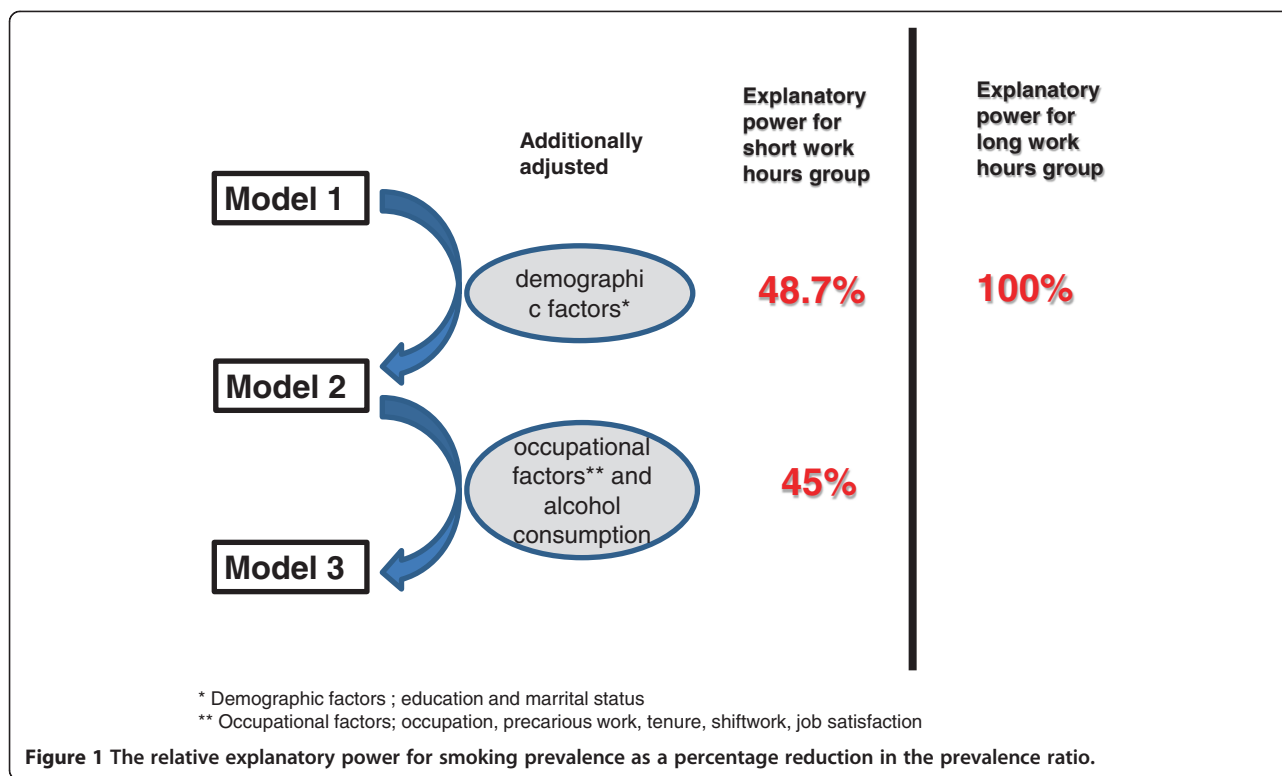 Explanatory
power for
short work
hours group
Explanatory
power for
long work
hours group
Additionally
adjusted
Model 1
demographi
c factors*
48.7%
100%
Model 2
occupational
factors** and
alcohol
consumption
45%
Model 3
* Demographic factors ; education and marrital status
** Occupational factors; occupation, precarious work, tenure, shiftwork, job satisfaction
Figure 1 The relative explanatory power for smoking prevalence as a percentage reduction in the prevalence ratio.